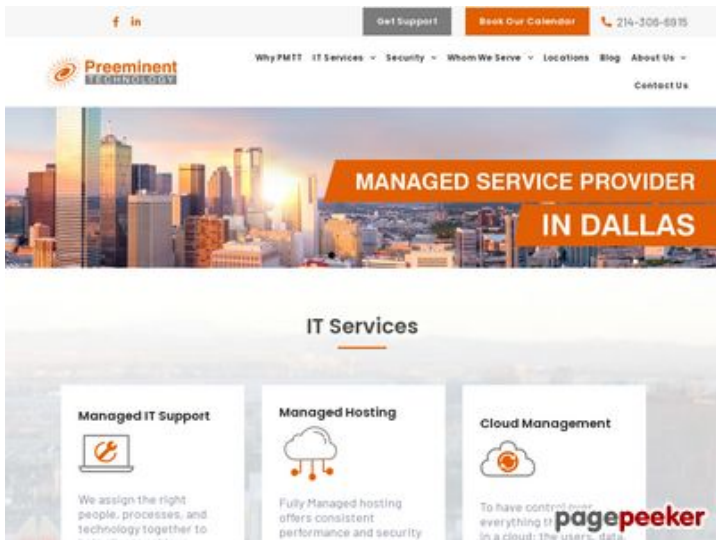 f in Get Support Book Our Calendar 214-306-6915
Preeminent
TECHNOLOGY
Why PMTT IT Services Security Whom We Serve Locations Blog About Us
Contact Us
MANAGED SERVICE PROVIDER
IN DALLAS
IT Services
Managed IT Support
We assign the right
people, processes, and
technology together to
Managed Hosting
Fully Managed hosting
offers consistent
performance and security
Cloud Management
To have control over
everything
in a cloud: the users, data,
pagepeeker